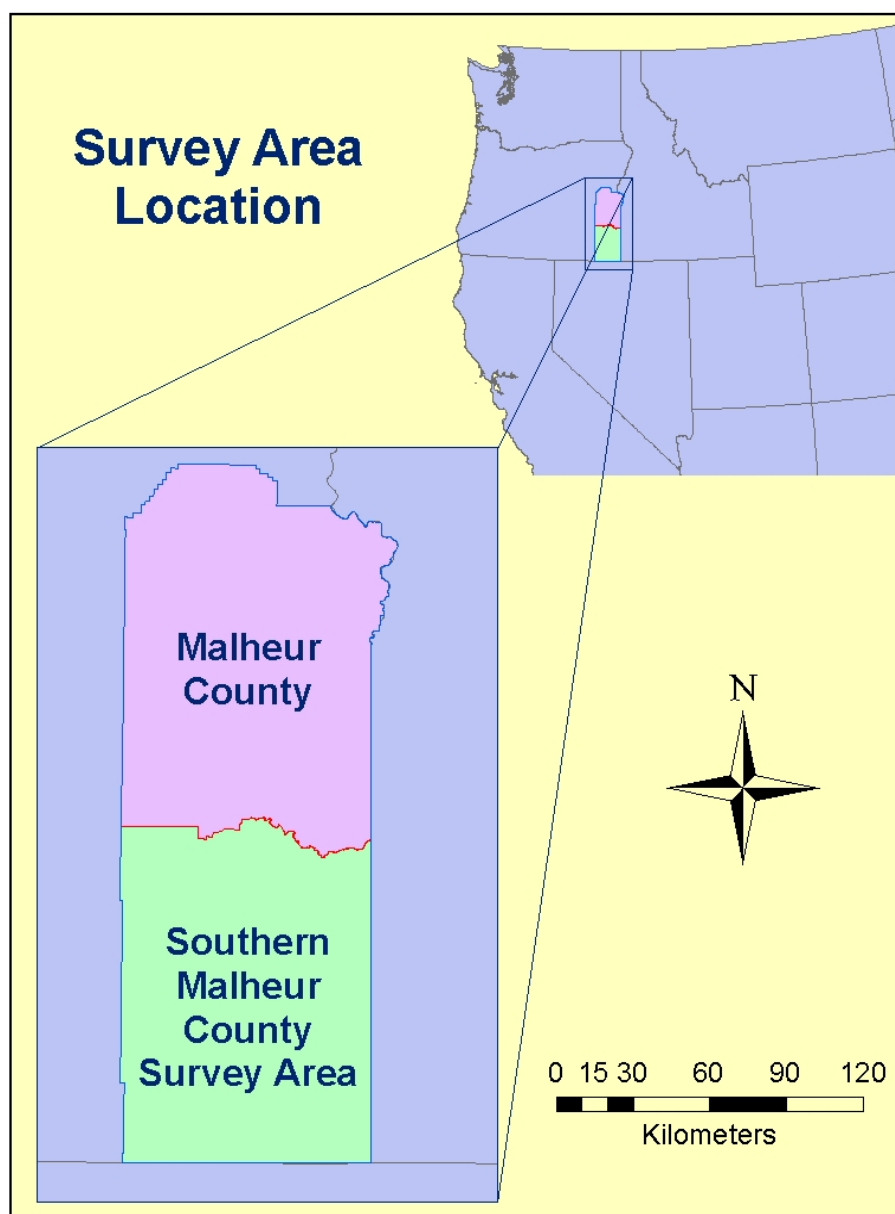 Survey Area
Location
Malheur
County
N
Southern
Malheur
County
Survey Area
0 15 30 60 90 120
Kilometers